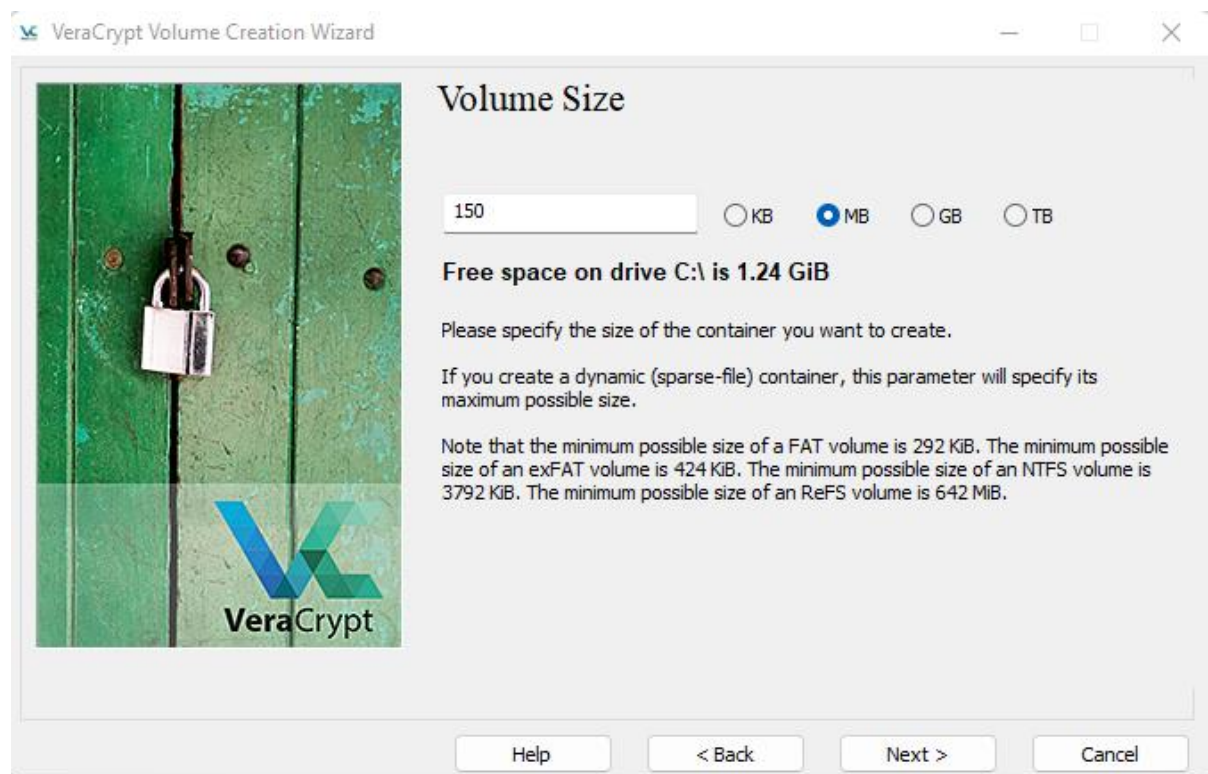 VeraCrypt Volume Creation Wizard
Volume Size
150
KB MB GB TB
Free space on drive C:\ is 1.24 GiB
Please specify the size of the container you want to create.
If you create a dynamic (sparse-file) container, this parameter will specify its
maximum possible size.
Note that the minimum possible size of a FAT volume is 292 KiB. The minimum possible
size of an exFAT volume is 424 KiB. The minimum possible size of an NTFS volume is
3792 KiB. The minimum possible size of an ReFS volume is 642 MiB.
VeraCrypt
Help < Back Next > Cancel